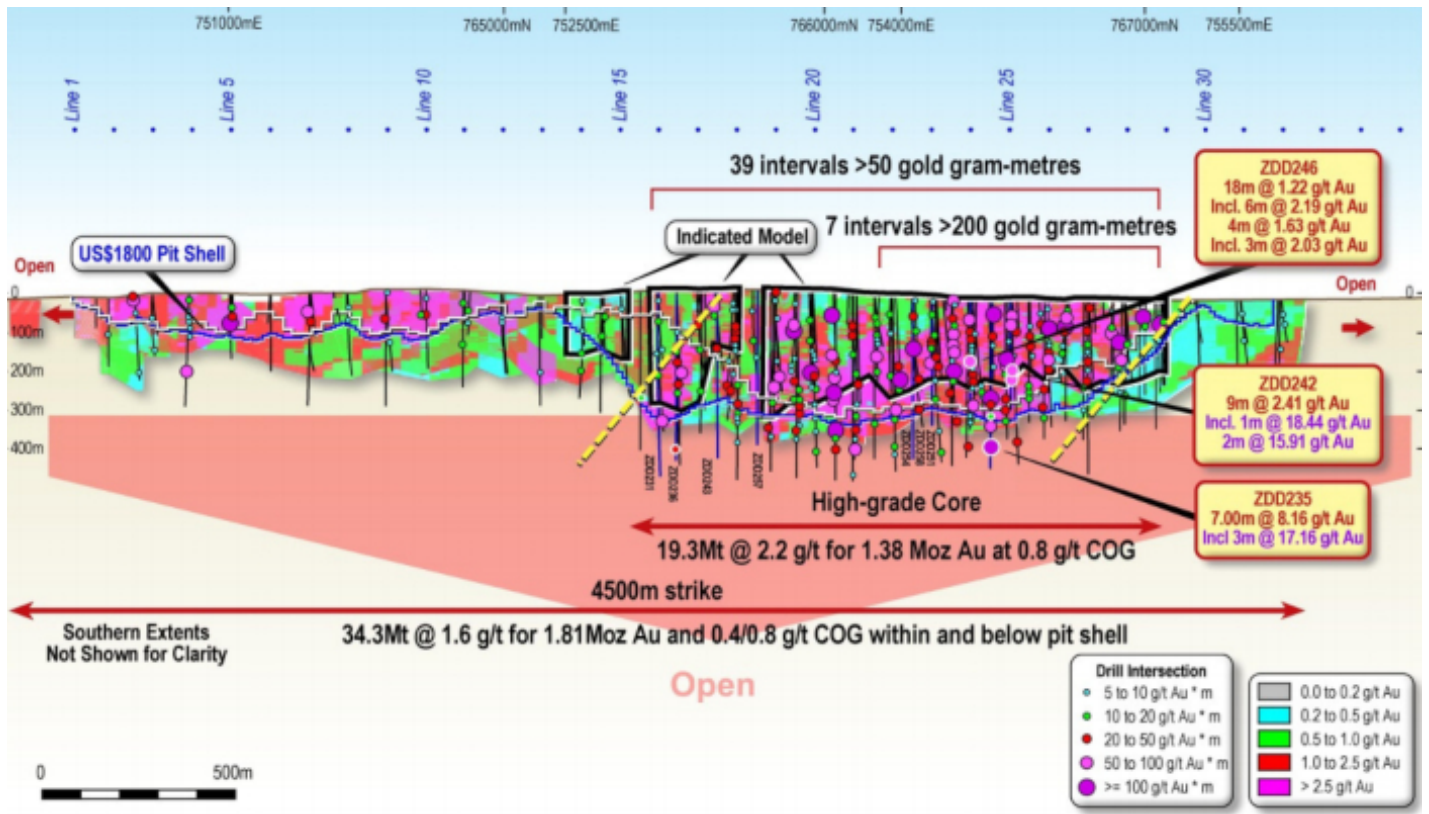 751000mE
765000mN
752500mE
766000mN
754000mE
767000mN
755500mE
Line 1
Line 5
Line 10
Line 15
Line 20
Line 25
Line 30
39 intervals >50 gold gram-metres
7 intervals >200 gold gram-metres
ZDD246
18m @ 1.22 g/t Au
Incl. 6m @ 2.19 g/t Au
4m @ 1.63 g/t Au
Incl. 3m @ 2.03 g/t Au
Indicated Model
US$1800 Pit Shell
Open
Open
0
0
100m
200m
300m
400m
ZDD242
9m @ 2.41 g/t Au
Incl. 1m @ 18.44 g/t Au
2m @ 15.91 g/t Au
ZDD231
ZDD236
ZDD243
ZDD257
ZDD254
ZDD258
ZDD251
ZDD235
7.00m @ 8.16 g/t Au
Incl 3m @ 17.16 g/t Au
High-grade Core
19.3Mt @ 2.2 g/t for 1.38 Moz Au at 0.8 g/t COG
4500m strike
34.3Mt @ 1.6 g/t for 1.81Moz Au and 0.4/0.8 g/t COG within and below pit shell
Southern Extents
Not Shown for Clarity
Open
Drill Intersection
5 to 10 g/t Au * m
10 to 20 g/t Au * m
20 to 50 g/t Au * m
50 to 100 g/t Au * m
>= 100 g/t Au * m
0.0 to 0.2 g/t Au
0.2 to 0.5 g/t Au
0.5 to 1.0 g/t Au
1.0 to 2.5 g/t Au
> 2.5 g/t Au
0
500m